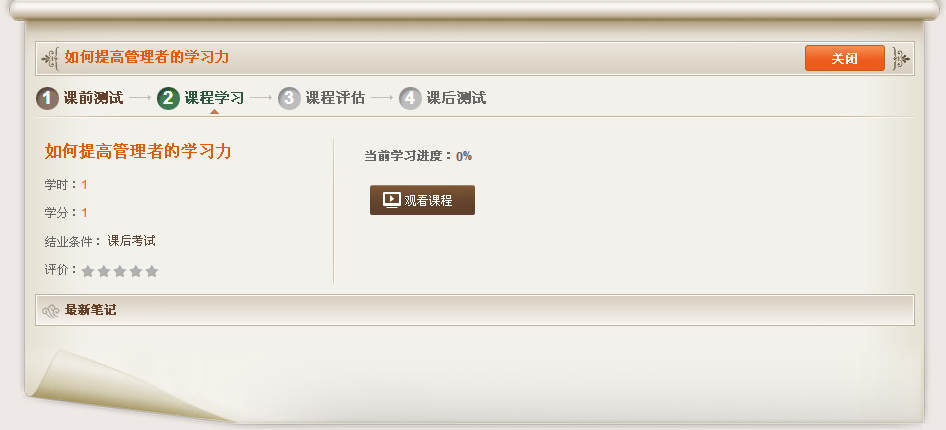 如何提高管理者的学习力
关闭
1 课前测试 2 课程学习 3 课程评估 4 课后测试
如何提高管理者的学习力
当前学习进度：0%
学时：1
观看课程
学分：1
结业条件： 课后考试
评价：
最新笔记